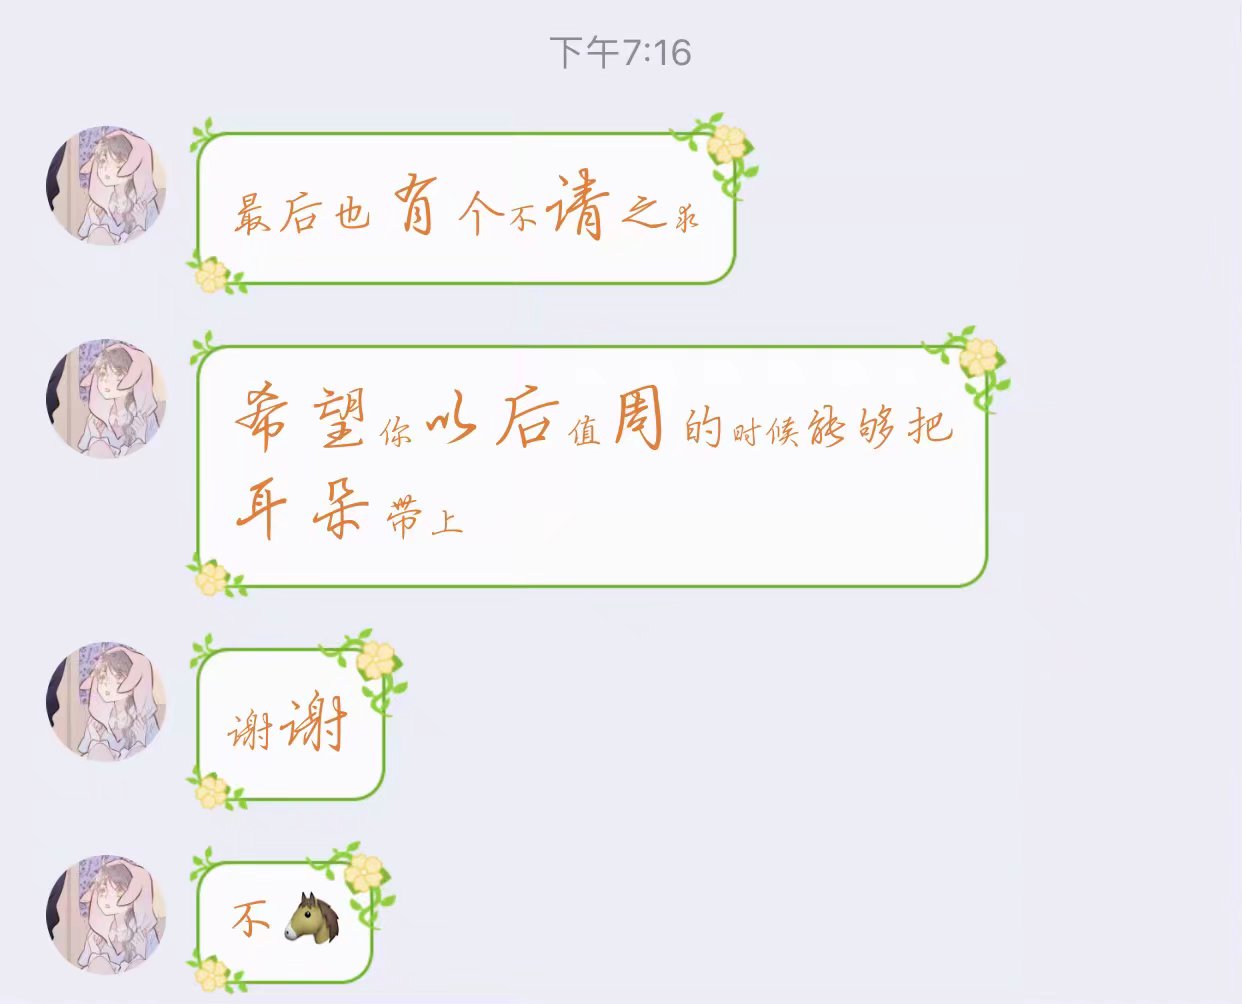 下午7:16
最后也有个不请之求
希望你以后值周的时候能够把
耳朵带上
谢谢
不🐴